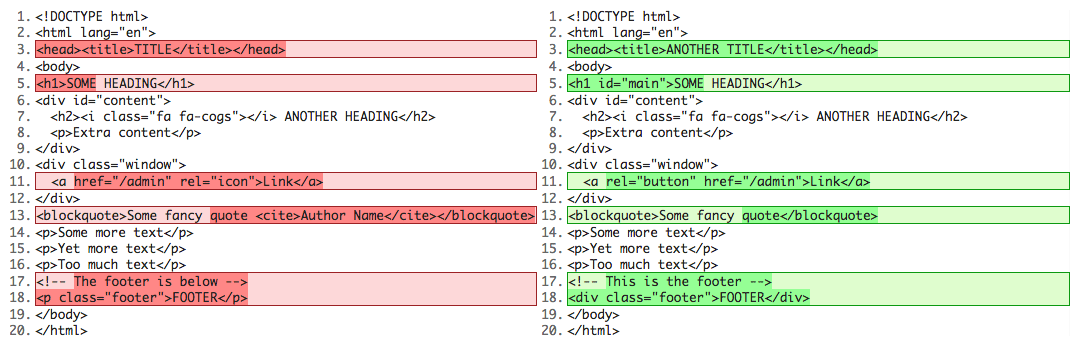 1. <!DOCTYPE html>
2. <html lang="en">
3. <head><title>TITLE</title></head>
4. <body>
5. <h1>SOME HEADING</h1>
6. <div id="content">
7.   <h2><i class="fa fa-cogs"></i> ANOTHER HEADING</h2>
8.   <p>Extra content</p>
9. </div>
10. <div class="window">
11.   <a href="/admin" rel="icon">Link</a>
12. </div>
13. <blockquote>Some fancy quote <cite>Author Name</cite></blockquote>
14. <p>Some more text</p>
15. <p>Yet more text</p>
16. <p>Too much text</p>
17. <!-- The footer is below -->
18. <p class="footer">FOOTER</p>
19. </body>
20. </html>
1. <!DOCTYPE html>
2. <html lang="en">
3. <head><title>ANOTHER TITLE</title></head>
4. <body>
5. <h1 id="main">SOME HEADING</h1>
6. <div id="content">
7.   <h2><i class="fa fa-cogs"></i> ANOTHER HEADING</h2>
8.   <p>Extra content</p>
9. </div>
10. <div class="window">
11.   <a rel="button" href="/admin">Link</a>
12. </div>
13. <blockquote>Some fancy quote</blockquote>
14. <p>Some more text</p>
15. <p>Yet more text</p>
16. <p>Too much text</p>
17. <!-- This is the footer -->
18. <div class="footer">FOOTER</div>
19. </body>
20. </html>